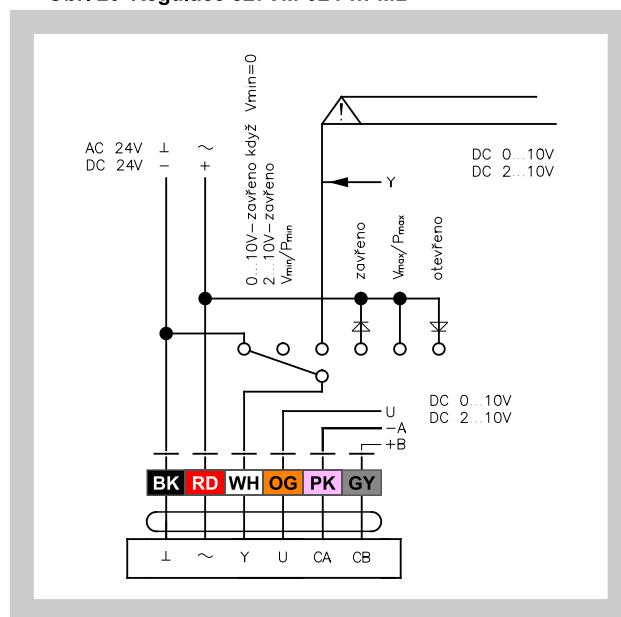 AC 24V ⊥ ~
DC 24V − +
0...10V– zavřeno když Vmin=0
2...10V– zavřeno
Vmin/Pmin
!
DC 0...10V
DC 2...10V
Y
zavřeno
Vmax/Pmax
otevřeno
DC 0...10V
DC 2...10V
U
-A
+B
BK RD WH OG PK GY
⊥ ~ Y U CA CB